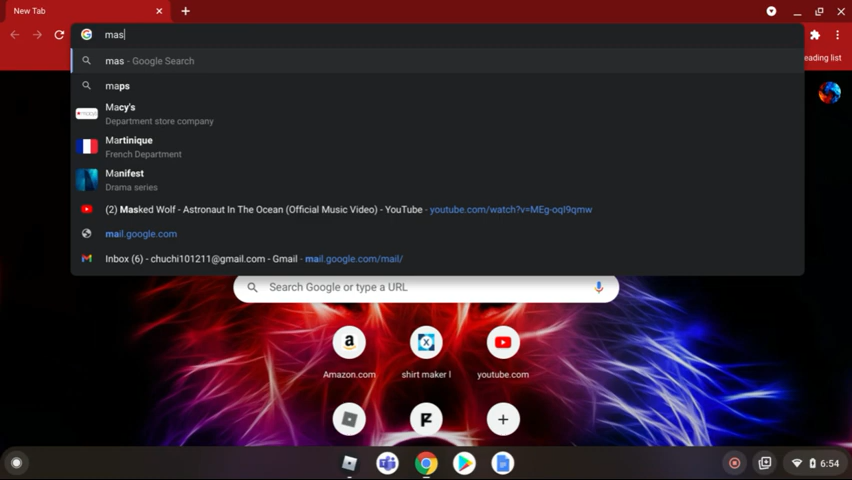 New Tab
mas
eading list
mas - Google Search
maps
Macy's
Department store company
Martinique
French Department
Manifest
Drama series
(2) Masked Wolf - Astronaut In The Ocean (Official Music Video) - YouTube - youtube.com/watch?v=MEg-oqI9qmw
mail.google.com
Inbox (6) - chuchi101211@gmail.com - Gmail - mail.google.com/mail/
Search Google or type a URL
Amazon.com
shirt maker l
youtube.com
6:54